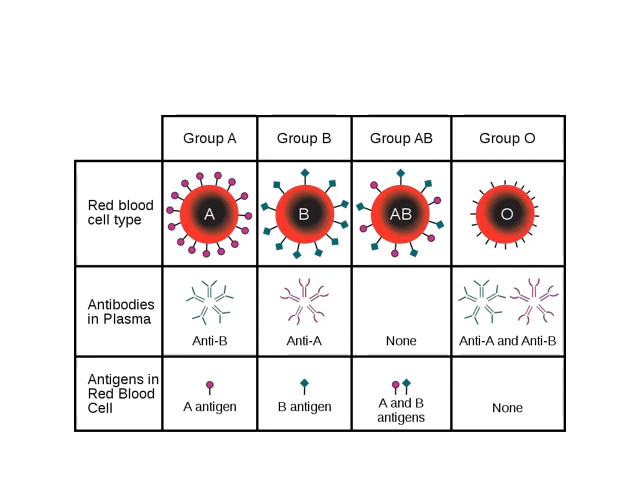 Group A
Group B
Group AB
Group O
Red blood
cell type
A
B
AB
O
Antibodies
in Plasma
Anti-B
Anti-A
None
Anti-A and Anti-B
Antigens in
Red Blood
Cell
A antigen
B antigen
A and B
antigens
None